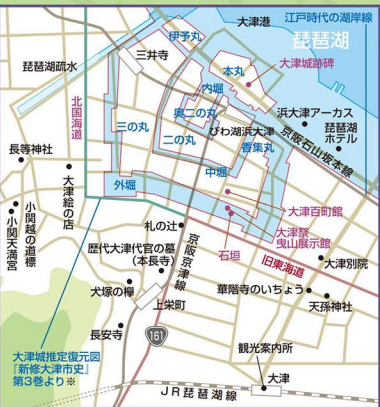 江戸時代の湖岸線
大津港
琵琶湖
伊予丸
三井寺
本丸
大津城跡碑
琵琶湖疏水
内堀
奥二の丸
浜大津アーカス
北国海道
三の丸
二の丸
びわ湖浜大津
琵琶湖
ホテル
香集丸
京阪石山坂本線
長等神社
中堀
外堀
大津百町館
大津絵の店
小関越の道標
小関天満宮
札の辻
大津祭
曳山展示館
石垣
京阪京津線
旧東海道
歴代大津代官の墓
(本長寺)
大津別院
犬塚の欅
華階寺のいちょう
上栄町
天孫神社
長安寺
161
大津城推定復元図
『新修大津市史』
第3巻より※
観光案内所
大津
JR琵琶湖線